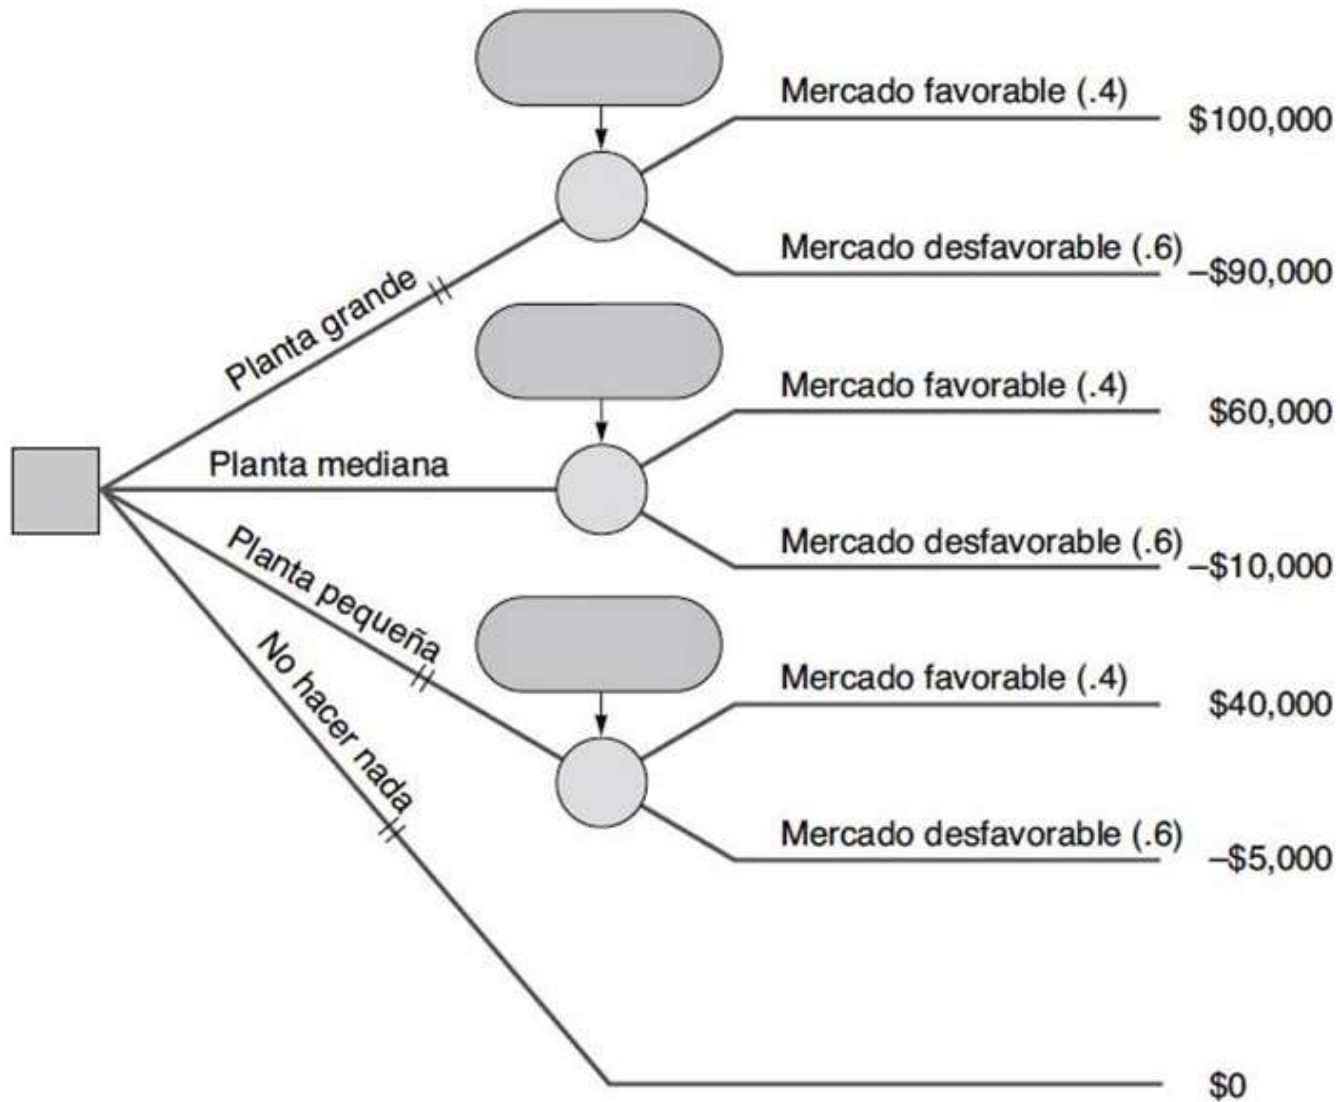 Mercado favorable (.4)
$100,000
Mercado desfavorable (.6)
–$90,000
Planta grande
Mercado favorable (.4)
$60,000
Planta mediana
Mercado desfavorable (.6)
–$10,000
Planta pequeña
Mercado favorable (.4)
$40,000
No hacer nada
Mercado desfavorable (.6)
–$5,000
$0